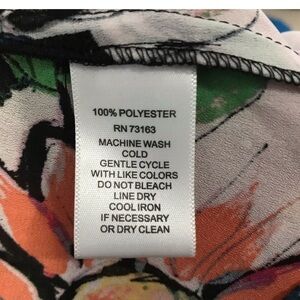 100% POLYESTER
RN 73163
MACHINE WASH
COLD
GENTLE CYCLE
WITH LIKE COLORS
DO NOT BLEACH
LINE DRY
COOL IRON
IF NECESSARY
OR DRY CLEAN